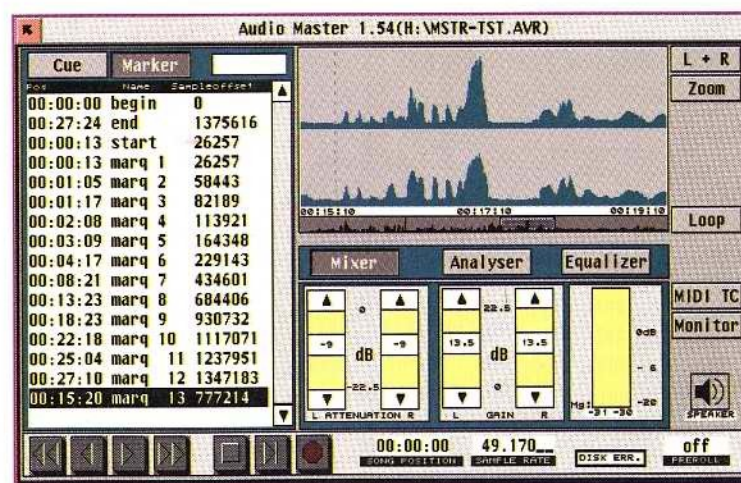 Audio Master 1.54(H:\MSTR-TST.AVR)
Cue Marker
Pos Name Sampleoffset
00:00:00 begin 0
00:27:24 end 1375616
00:00:13 start 26257
00:00:13 marq 1 26257
00:01:05 marq 2 58443
00:01:17 marq 3 82189
00:02:08 marq 4 113921
00:03:09 marq 5 164348
00:04:17 marq 6 229143
00:08:21 marq 7 434601
00:13:23 marq 8 684406
00:18:23 marq 9 930732
00:22:18 marq 10 1117071
00:25:04 marq 11 1237951
00:27:10 marq 12 1347183
00:15:20 marq 13 777214
L + R
Zoom
00:15:10 00:17:10 00:19:10
Loop
Mixer Analyser Equalizer
0
-9 dB -9
-22.5
L ATTENUATION R
22.5
13.5 dB 13.5
0
L GAIN R
0dB
- 6
-20
Mg: -31 -30
MIDI TC
Monitor
SPEAKER
00:00:00
SONG POSITION
49.170__
SAMPLE RATE
DISK ERR.
off
PREROLL